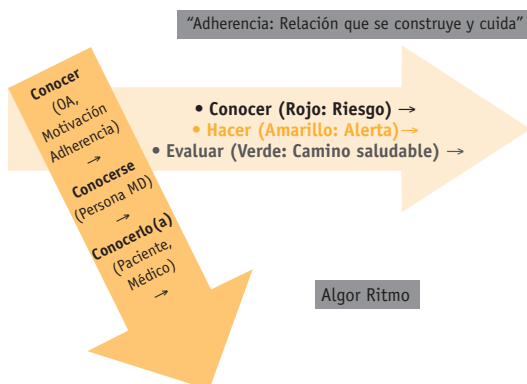 “Adherencia: Relación que se construye y cuida”
Conocer
(OA,
Motivación
Adherencia)
→
Conocerse
(Persona MD)
→
Conocerlo(a)
(Paciente,
Médico)
→
• Conocer (Rojo: Riesgo) →
• Hacer (Amarillo: Alerta)→
• Evaluar (Verde: Camino saludable) →
Algor Ritmo